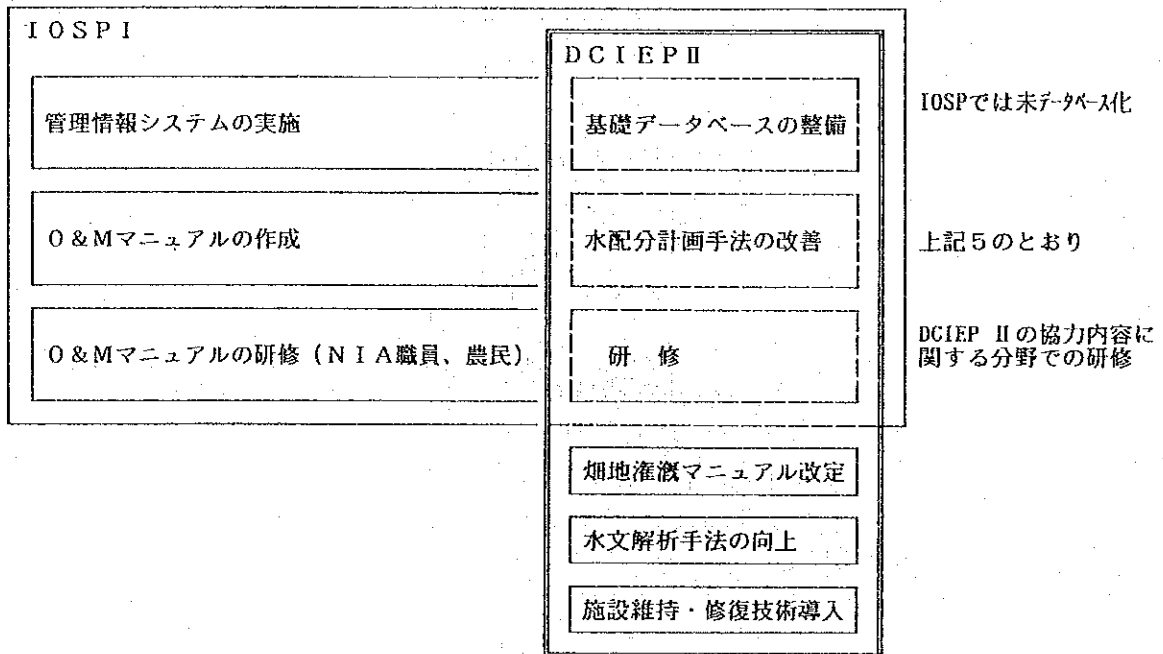 IOSPI
DCIEPⅡ
管理情報システムの実施
基礎データベースの整備
IOSPでは未データベース化
O&Mマニュアルの作成
水配分計画手法の改善
上記5のとおり
O&Mマニュアルの研修（NIA職員、農民）
研 修
DCIEP Ⅱの協力内容に
関する分野での研修
畑地潅漑マニュアル改定
水文解析手法の向上
施設維持・修復技術導入